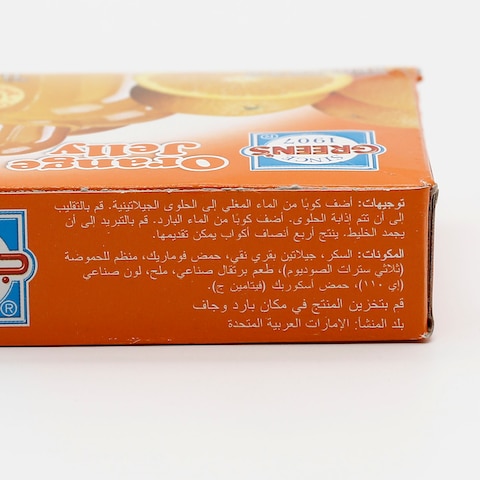 Orange
Jelly
GREEN'S
SINCE
1907
توجيهات: أضف كوبًا من الماء المغلي إلى الحلوى الجيلاتينية. قم بالتقليب
إلى أن تتم إذابة الحلوى. أضف كوبًا من الماء البارد. قم بالتبريد إلى أن
يجمد الخليط. ينتج أربع أنصاف أكواب يمكن تقديمها.
المكونات: السكر، جيلاتين بقري نقي، حمض فوماريك، منظم للحموضة
(ثلاثي سترات الصوديوم)، طعم برتقال صناعي، ملح، لون صناعي
(إي ١١٠)، حمض أسكوربك (فيتامين ج).
قم بتخزين المنتج في مكان بارد وجاف
بلد المنشأ: الإمارات العربية المتحدة
®